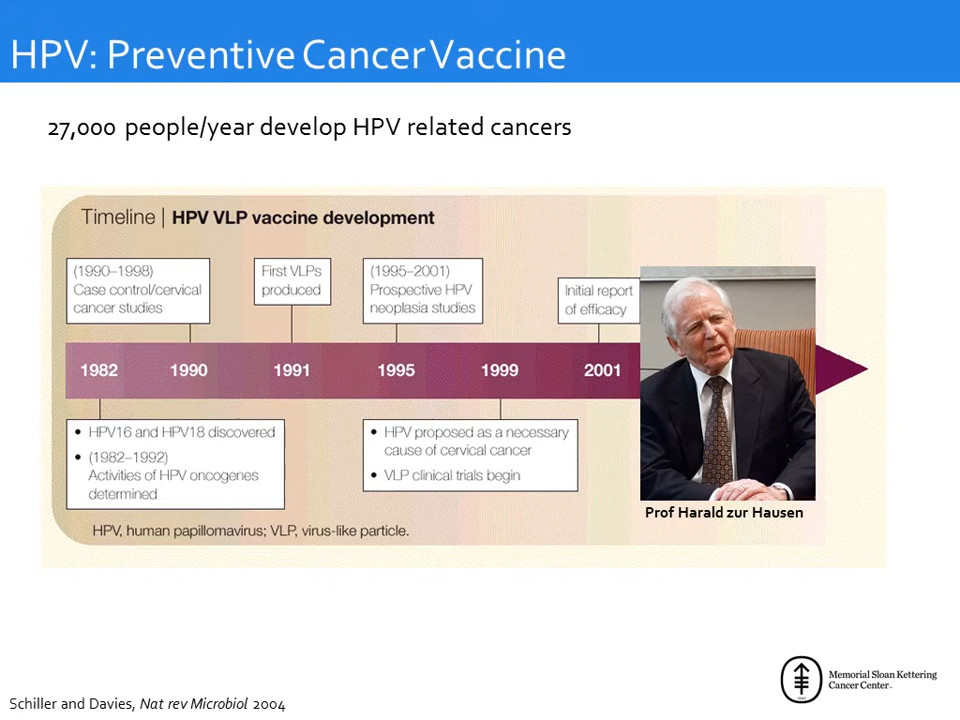 HPV: Preventive Cancer Vaccine
27,000 people/year develop HPV related cancers
Timeline | HPV VLP vaccine development
(1990–1998)
Case control/cervical
cancer studies
First VLPs
produced
(1995–2001)
Prospective HPV
neoplasia studies
Initial report
of efficacy
1982 1990 1991 1995 1999 2001
• HPV16 and HPV18 discovered
• (1982–1992)
Activities of HPV oncogenes
determined
• HPV proposed as a necessary
cause of cervical cancer
• VLP clinical trials begin
Prof Harald zur Hausen
HPV, human papillomavirus; VLP, virus-like particle.
Memorial Sloan Kettering
Cancer Center
Schiller and Davies, Nat rev Microbiol 2004